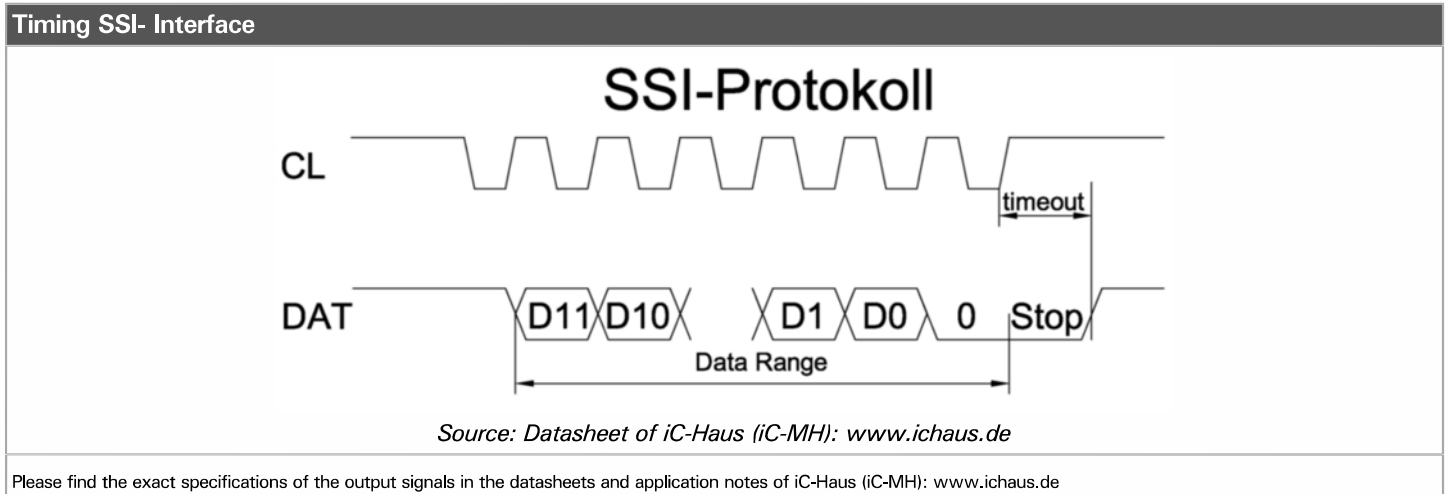 Timing SSI- Interface
SSI-Protokoll
CL
timeout
DAT D11 D10 D1 D0 0 Stop
Data Range
Source: Datasheet of iC-Haus (iC-MH): www.ichaus.de
Please find the exact specifications of the output signals in the datasheets and application notes of iC-Haus (iC-MH): www.ichaus.de